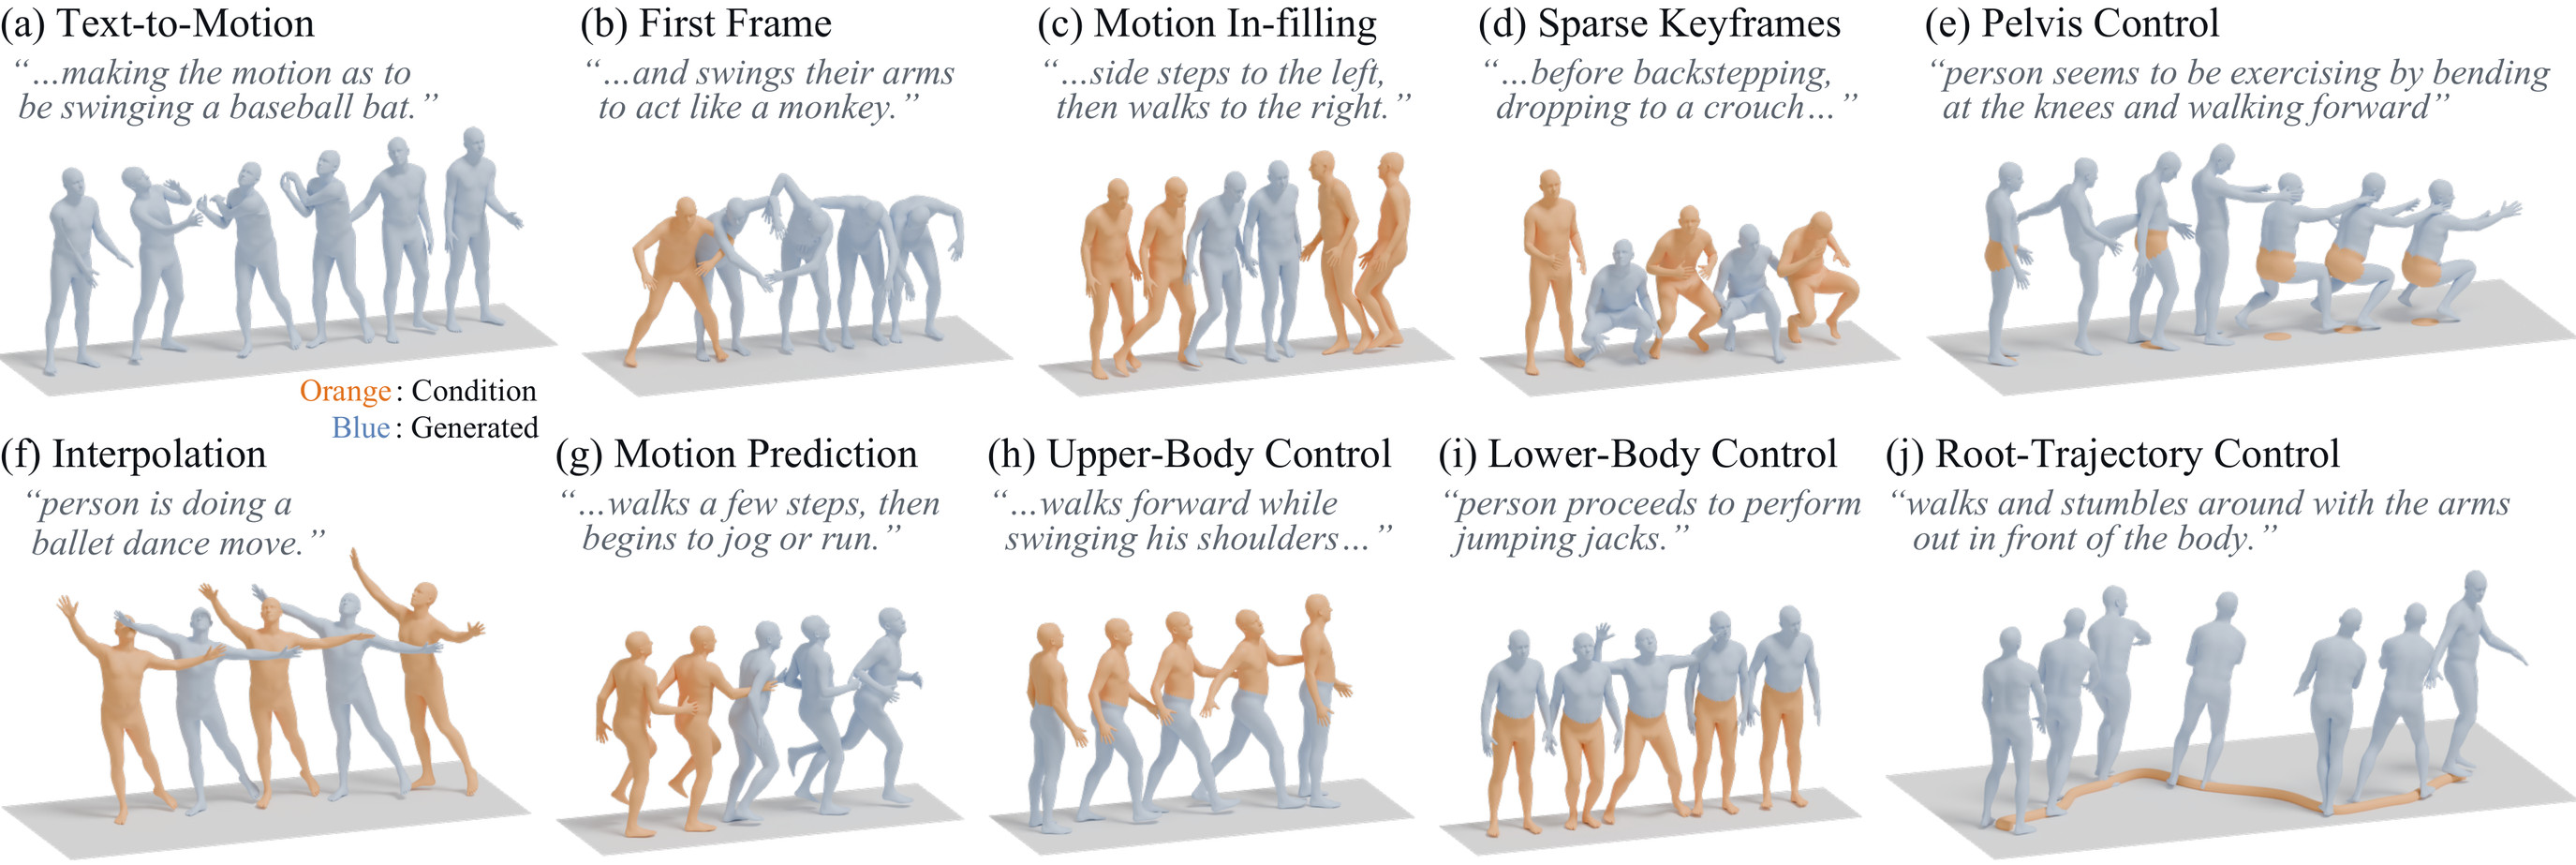 (a) Text-to-Motion
“...making the motion as to
be swinging a baseball bat.”
(b) First Frame
“...and swings their arms
to act like a monkey.”
(c) Motion In-filling
“...side steps to the left,
then walks to the right.”
(d) Sparse Keyframes
“...before backstepping,
dropping to a crouch...”
(e) Pelvis Control
“person seems to be exercising by bending
at the knees and walking forward”
Orange: Condition
Blue: Generated
(f) Interpolation
“person is doing a
ballet dance move.”
(g) Motion Prediction
“...walks a few steps, then
begins to jog or run.”
(h) Upper-Body Control
“...walks forward while
swinging his shoulders...”
(i) Lower-Body Control
“person proceeds to perform
jumping jacks.”
(j) Root-Trajectory Control
“walks and stumbles around with the arms
out in front of the body.”